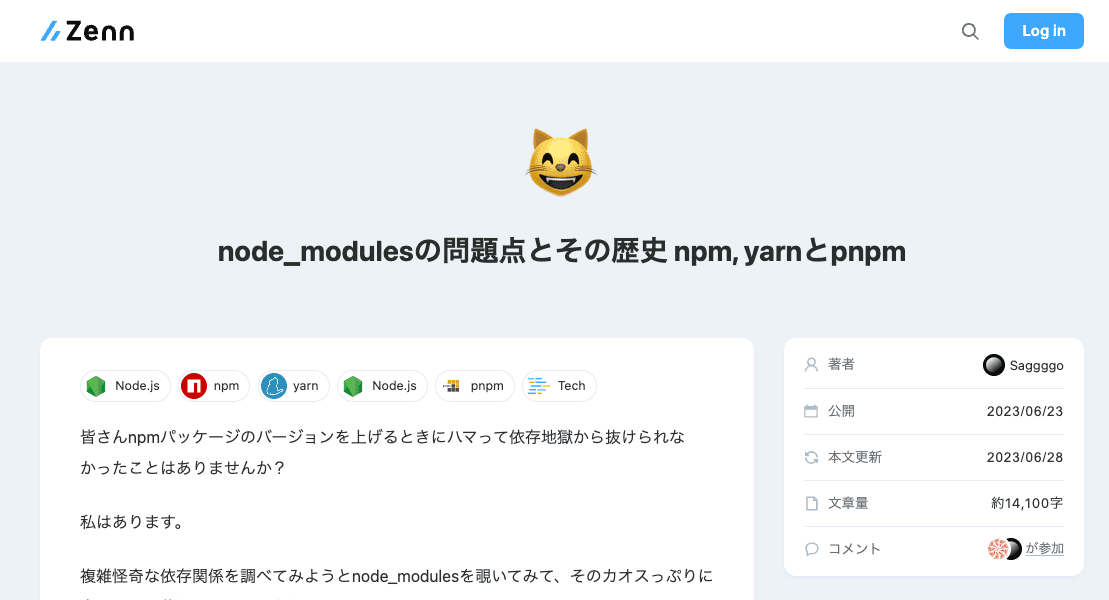 Zenn
Log in
node_modulesの問題点とその歴史 npm, yarnとpnpm
Node.js
npm
yarn
Node.js
pnpm
Tech
皆さんnpmパッケージのバージョンを上げるときにハマって依存地獄から抜けられな
かったことはありませんか？
私はあります。
複雑怪奇な依存関係を調べてみようとnode_modulesを覗いてみて、そのカオスっぷりに
著者 Saggggo
公開 2023/06/23
本文更新 2023/06/28
文章量 約14,100字
コメント が参加